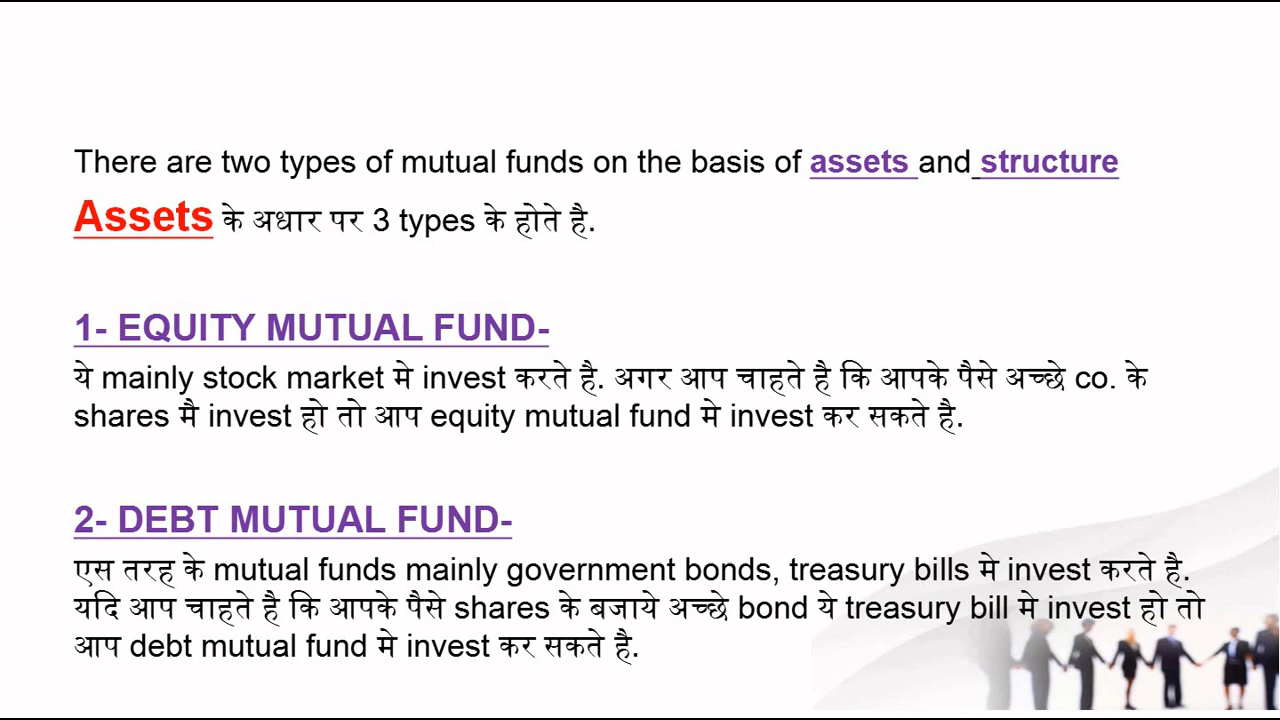 There are two types of mutual funds on the basis of assets and structure
Assets के अधार पर 3 types के होते है.
1- EQUITY MUTUAL FUND-
ये mainly stock market मे invest करते है. अगर आप चाहते है कि आपके पैसे अच्छे co. के
shares मै invest हो तो आप equity mutual fund मे invest कर सकते है.
2- DEBT MUTUAL FUND-
एस तरह के mutual funds mainly government bonds, treasury bills मे invest करते है.
यदि आप चाहते है कि आपके पैसे shares के बजाये अच्छे bond ये treasury bill मे invest हो तो
आप debt mutual fund मे invest कर सकते है.